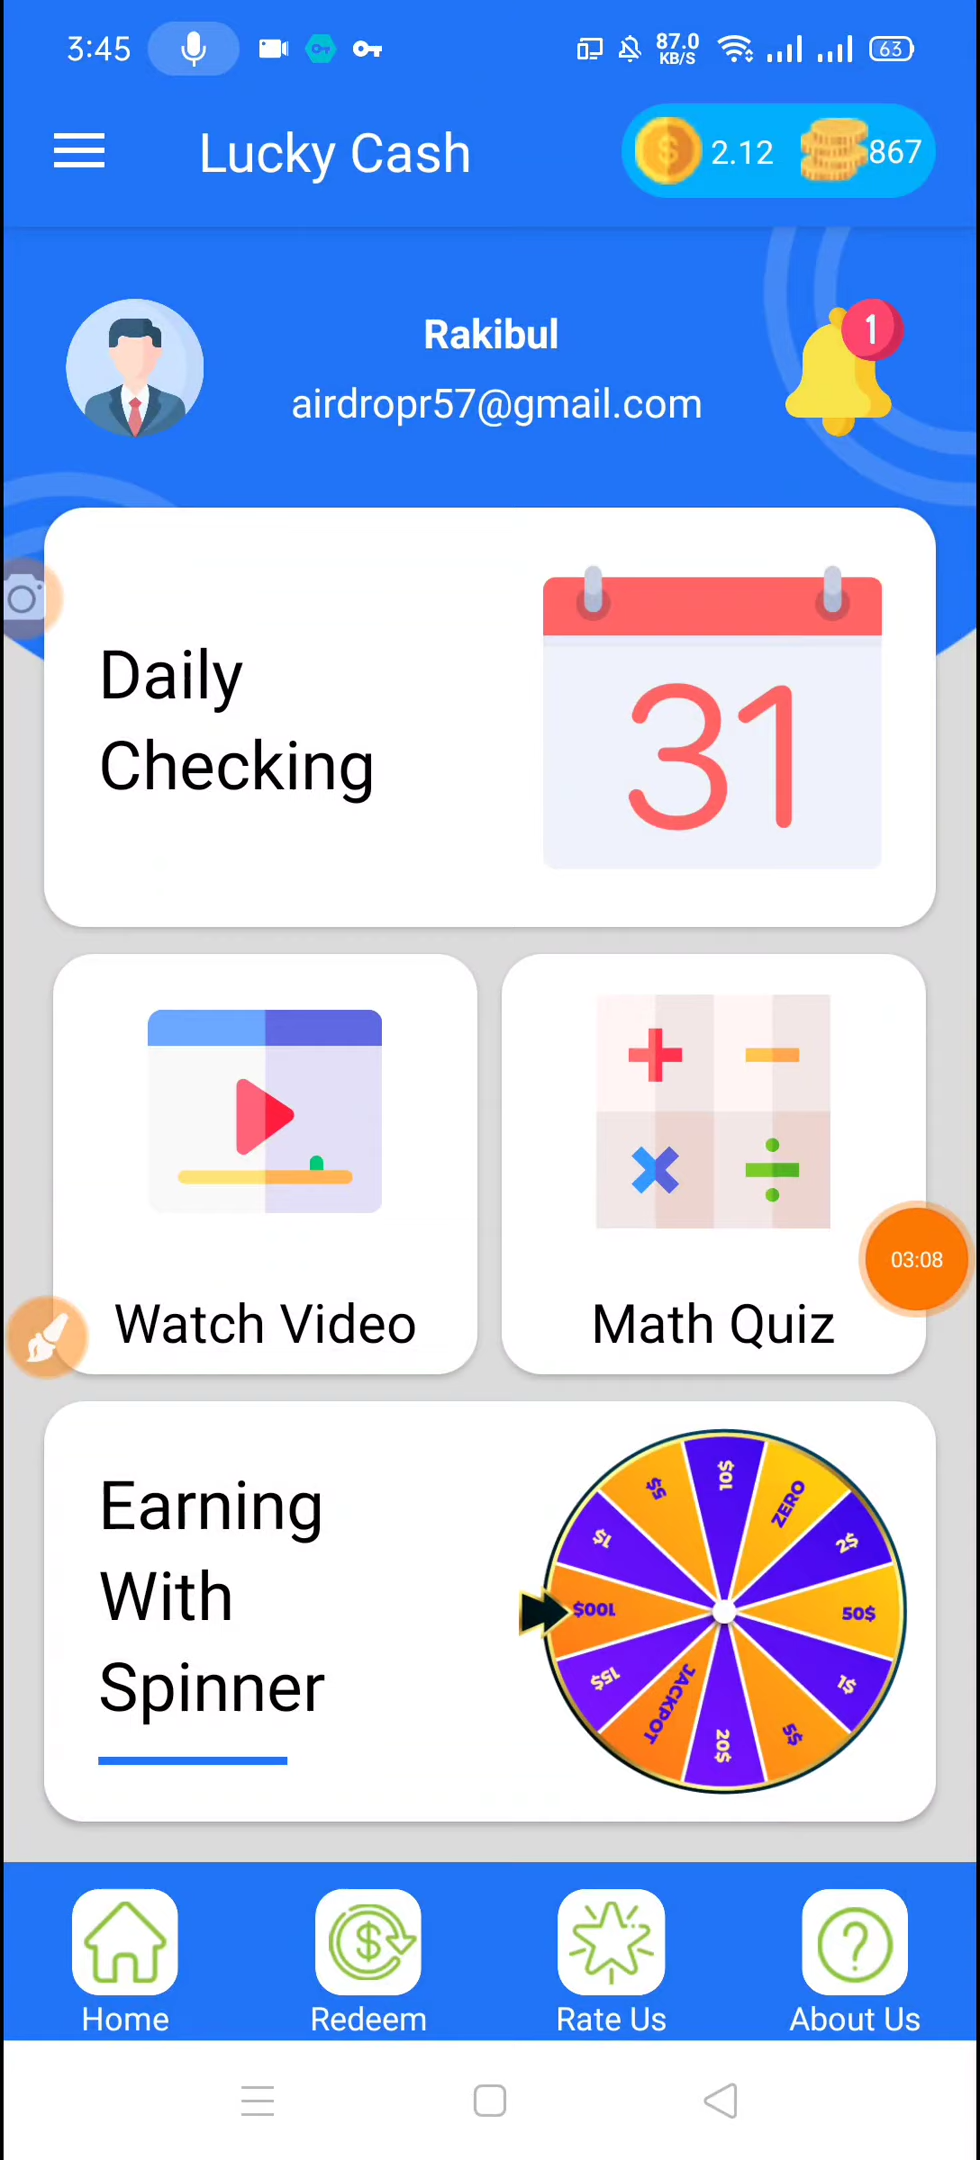 3:45
87.0
KB/S
63
Lucky Cash
2.12
867
Rakibul
1
airdropr57@gmail.com
Daily
Checking
31
Watch Video
Math Quiz
03:08
Earning
With
Spinner
10$
ZERO
2$
50$
1$
5$
20$
JACKPOT
15$
100$
1$
5$
Home
Redeem
Rate Us
About Us